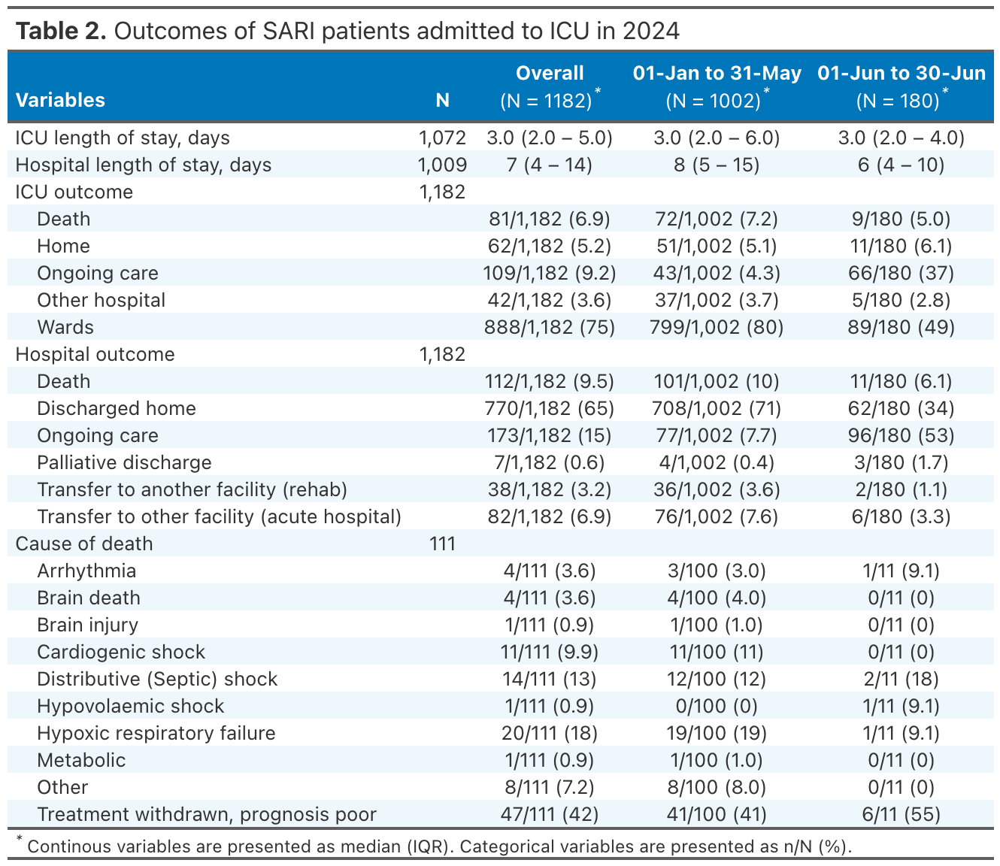 Table 2. Outcomes of SARI patients admitted to ICU in 2024
Overall 01-Jan to 31-May 01-Jun to 30-Jun
Variables N (N = 1182)* (N = 1002)* (N = 180)*
ICU length of stay, days 1,072 3.0 (2.0 – 5.0) 3.0 (2.0 – 6.0) 3.0 (2.0 – 4.0)
Hospital length of stay, days 1,009 7 (4 – 14) 8 (5 – 15) 6 (4 – 10)
ICU outcome 1,182
Death 81/1,182 (6.9) 72/1,002 (7.2) 9/180 (5.0)
Home 62/1,182 (5.2) 51/1,002 (5.1) 11/180 (6.1)
Ongoing care 109/1,182 (9.2) 43/1,002 (4.3) 66/180 (37)
Other hospital 42/1,182 (3.6) 37/1,002 (3.7) 5/180 (2.8)
Wards 888/1,182 (75) 799/1,002 (80) 89/180 (49)
Hospital outcome 1,182
Death 112/1,182 (9.5) 101/1,002 (10) 11/180 (6.1)
Discharged home 770/1,182 (65) 708/1,002 (71) 62/180 (34)
Ongoing care 173/1,182 (15) 77/1,002 (7.7) 96/180 (53)
Palliative discharge 7/1,182 (0.6) 4/1,002 (0.4) 3/180 (1.7)
Transfer to another facility (rehab) 38/1,182 (3.2) 36/1,002 (3.6) 2/180 (1.1)
Transfer to other facility (acute hospital) 82/1,182 (6.9) 76/1,002 (7.6) 6/180 (3.3)
Cause of death 111
Arrhythmia 4/111 (3.6) 3/100 (3.0) 1/11 (9.1)
Brain death 4/111 (3.6) 4/100 (4.0) 0/11 (0)
Brain injury 1/111 (0.9) 1/100 (1.0) 0/11 (0)
Cardiogenic shock 11/111 (9.9) 11/100 (11) 0/11 (0)
Distributive (Septic) shock 14/111 (13) 12/100 (12) 2/11 (18)
Hypovolaemic shock 1/111 (0.9) 0/100 (0) 1/11 (9.1)
Hypoxic respiratory failure 20/111 (18) 19/100 (19) 1/11 (9.1)
Metabolic 1/111 (0.9) 1/100 (1.0) 0/11 (0)
Other 8/111 (7.2) 8/100 (8.0) 0/11 (0)
Treatment withdrawn, prognosis poor 47/111 (42) 41/100 (41) 6/11 (55)
* Continous variables are presented as median (IQR). Categorical variables are presented as n/N (%).